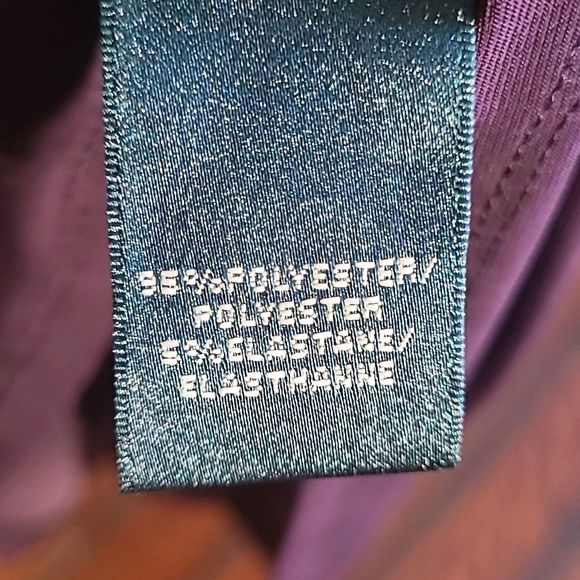 95%POLYESTER/
POLYESTER
5%ELASTANE/
ELASTHANNE